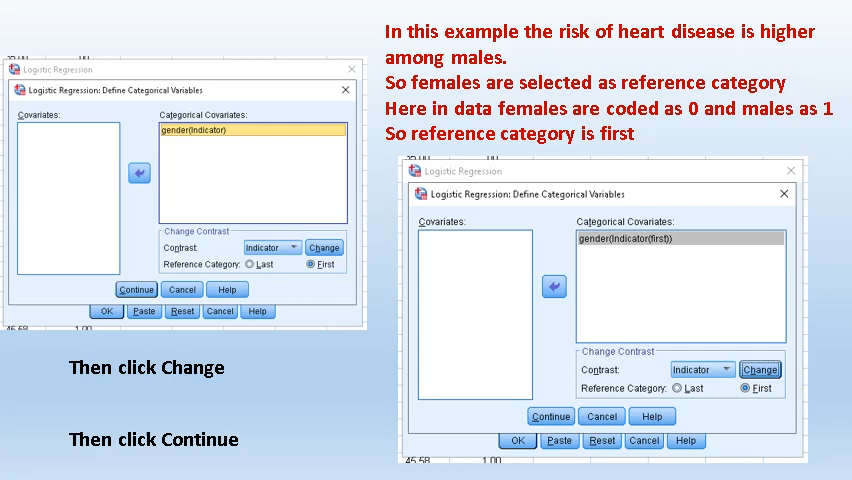 In this example the risk of heart disease is higher
among males.
So females are selected as reference category
Here in data females are coded as 0 and males as 1
So reference category is first
Logistic Regression
Logistic Regression: Define Categorical Variables
Covariates:
Categorical Covariates:
gender(Indicator)
Change Contrast
Contrast: Indicator Change
Reference Category: Last First
Continue Cancel Help
OK Paste Reset Cancel Help
Then click Change
Then click Continue
Logistic Regression
Logistic Regression: Define Categorical Variables
Covariates:
Categorical Covariates:
gender(Indicator(first))
Change Contrast
Contrast: Indicator Change
Reference Category: Last First
Continue Cancel Help
OK Paste Reset Cancel Help